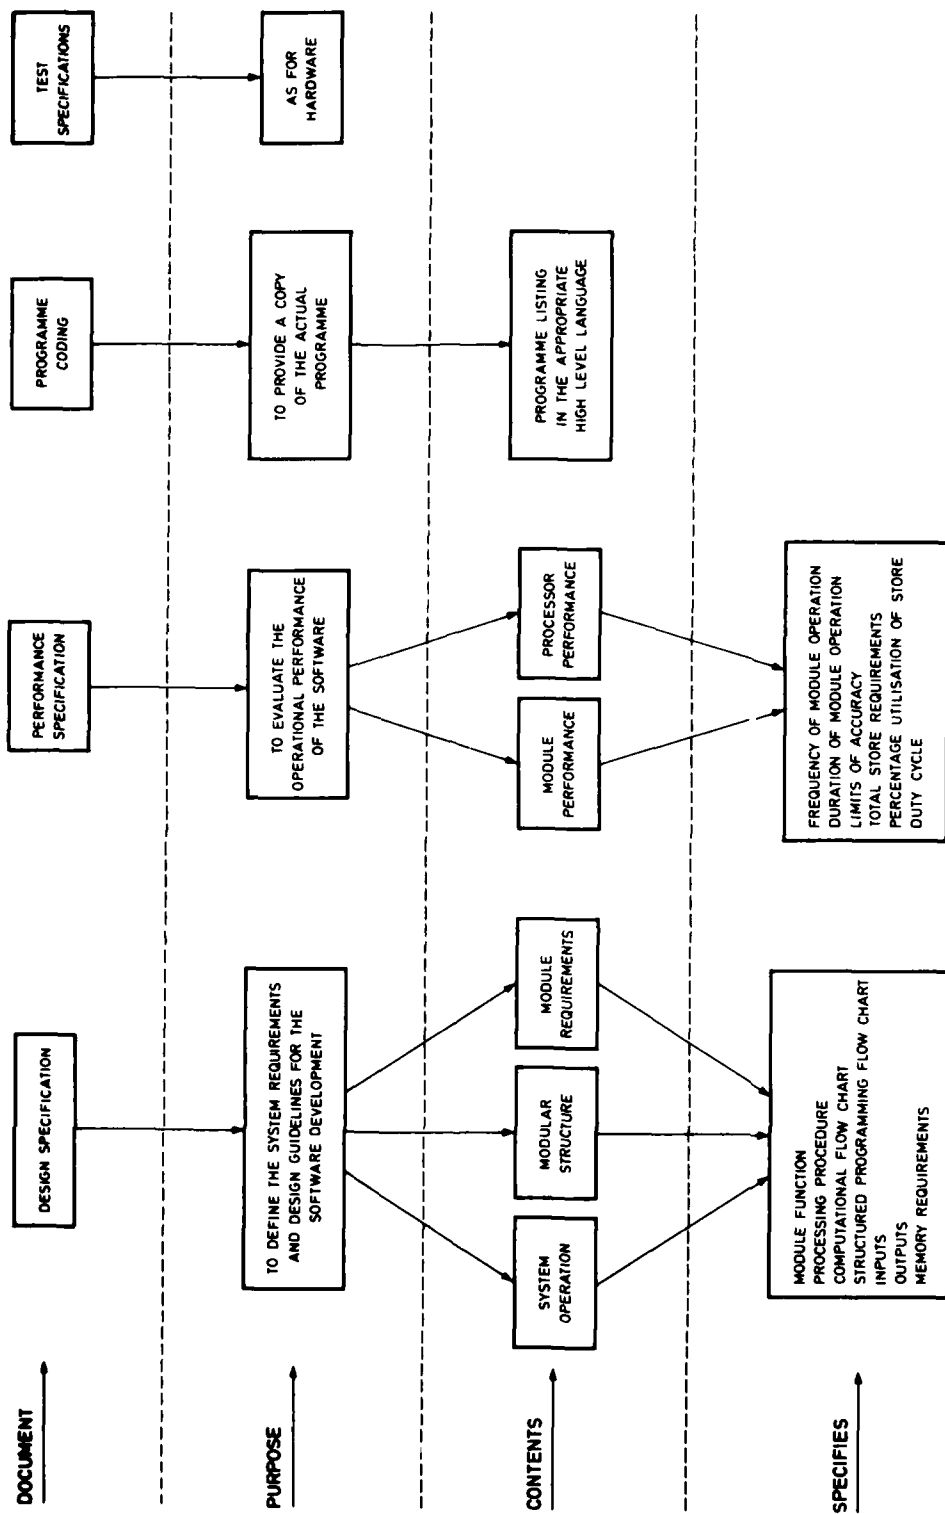 DOCUMENT
DESIGN SPECIFICATION
PERFORMANCE
SPECIFICATION
PROGRAMME
CODING
TEST
SPECIFICATIONS
PURPOSE
TO DEFINE THE SYSTEM REQUIREMENTS
AND DESIGN GUIDELINES FOR THE
SOFTWARE DEVELOPMENT
TO EVALUATE THE
OPERATIONAL PERFORMANCE
OF THE SOFTWARE
TO PROVIDE A COPY
OF THE ACTUAL
PROGRAMME
AS FOR
HARDWARE
CONTENTS
SYSTEM
OPERATION
MODULAR
STRUCTURE
MODULE
REQUIREMENTS
MODULE
PERFORMANCE
PROCESSOR
PERFORMANCE
PROGRAMME LISTING
IN THE APPROPRIATE
HIGH LEVEL LANGUAGE
SPECIFIES
MODULE FUNCTION
PROCESSING PROCEDURE
COMPUTATIONAL FLOW CHART
STRUCTURED PROGRAMMING FLOW CHART
INPUTS
OUTPUTS
MEMORY REQUIREMENTS
FREQUENCY OF MODULE OPERATION
DURATION OF MODULE OPERATION
LIMITS OF ACCURACY
TOTAL STORE REQUIREMENTS
PERCENTAGE UTILISATION OF STORE
DUTY CYCLE